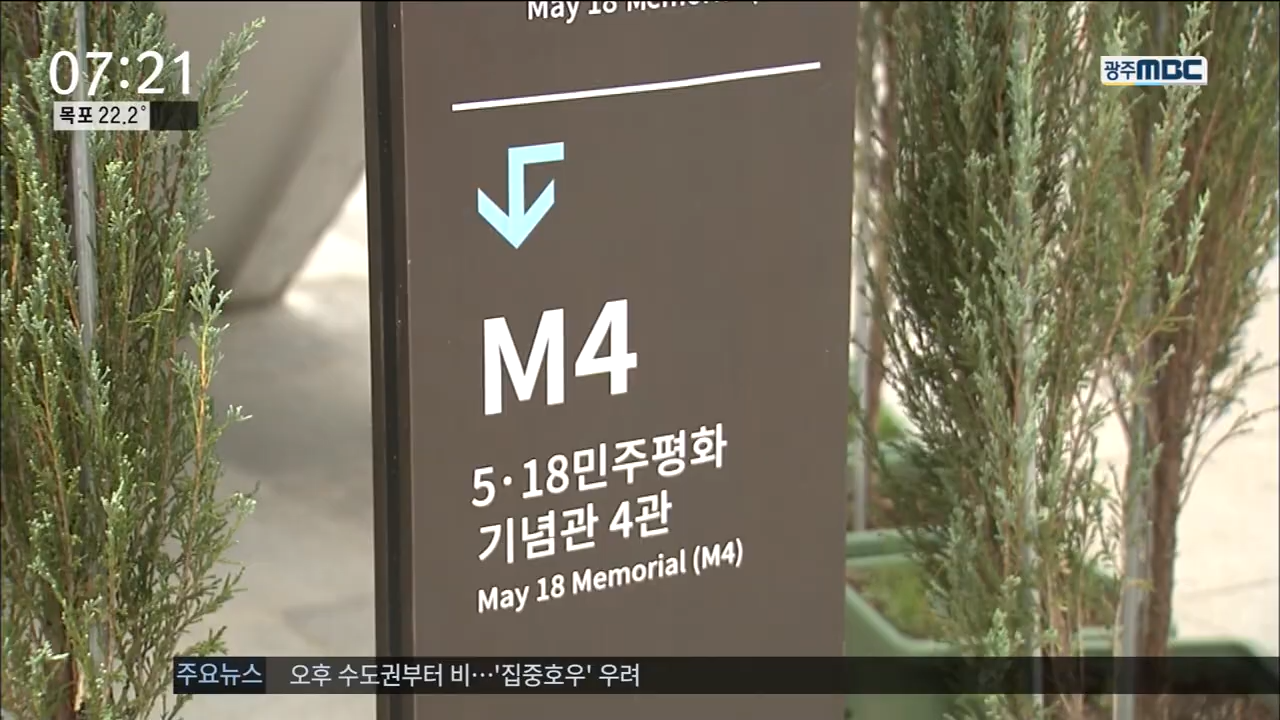 May 18
07:21
광주MBC
목포 22.2°
M4
5·18민주평화
기념관 4관
May 18 Memorial (M4)
주요뉴스 오후 수도권부터 비…'집중호우' 우려